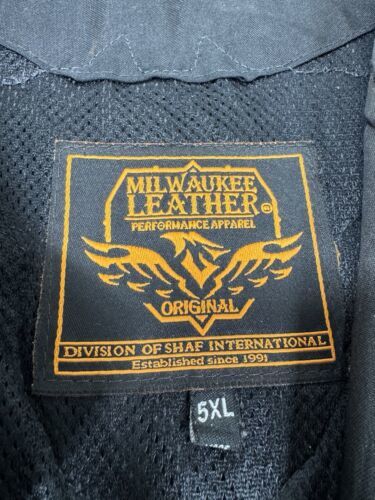 MILWAUKEE
LEATHER
PERFORMANCE APPAREL
ORIGINAL
DIVISION OF SHAF INTERNATIONAL
Established since 1991
5XL